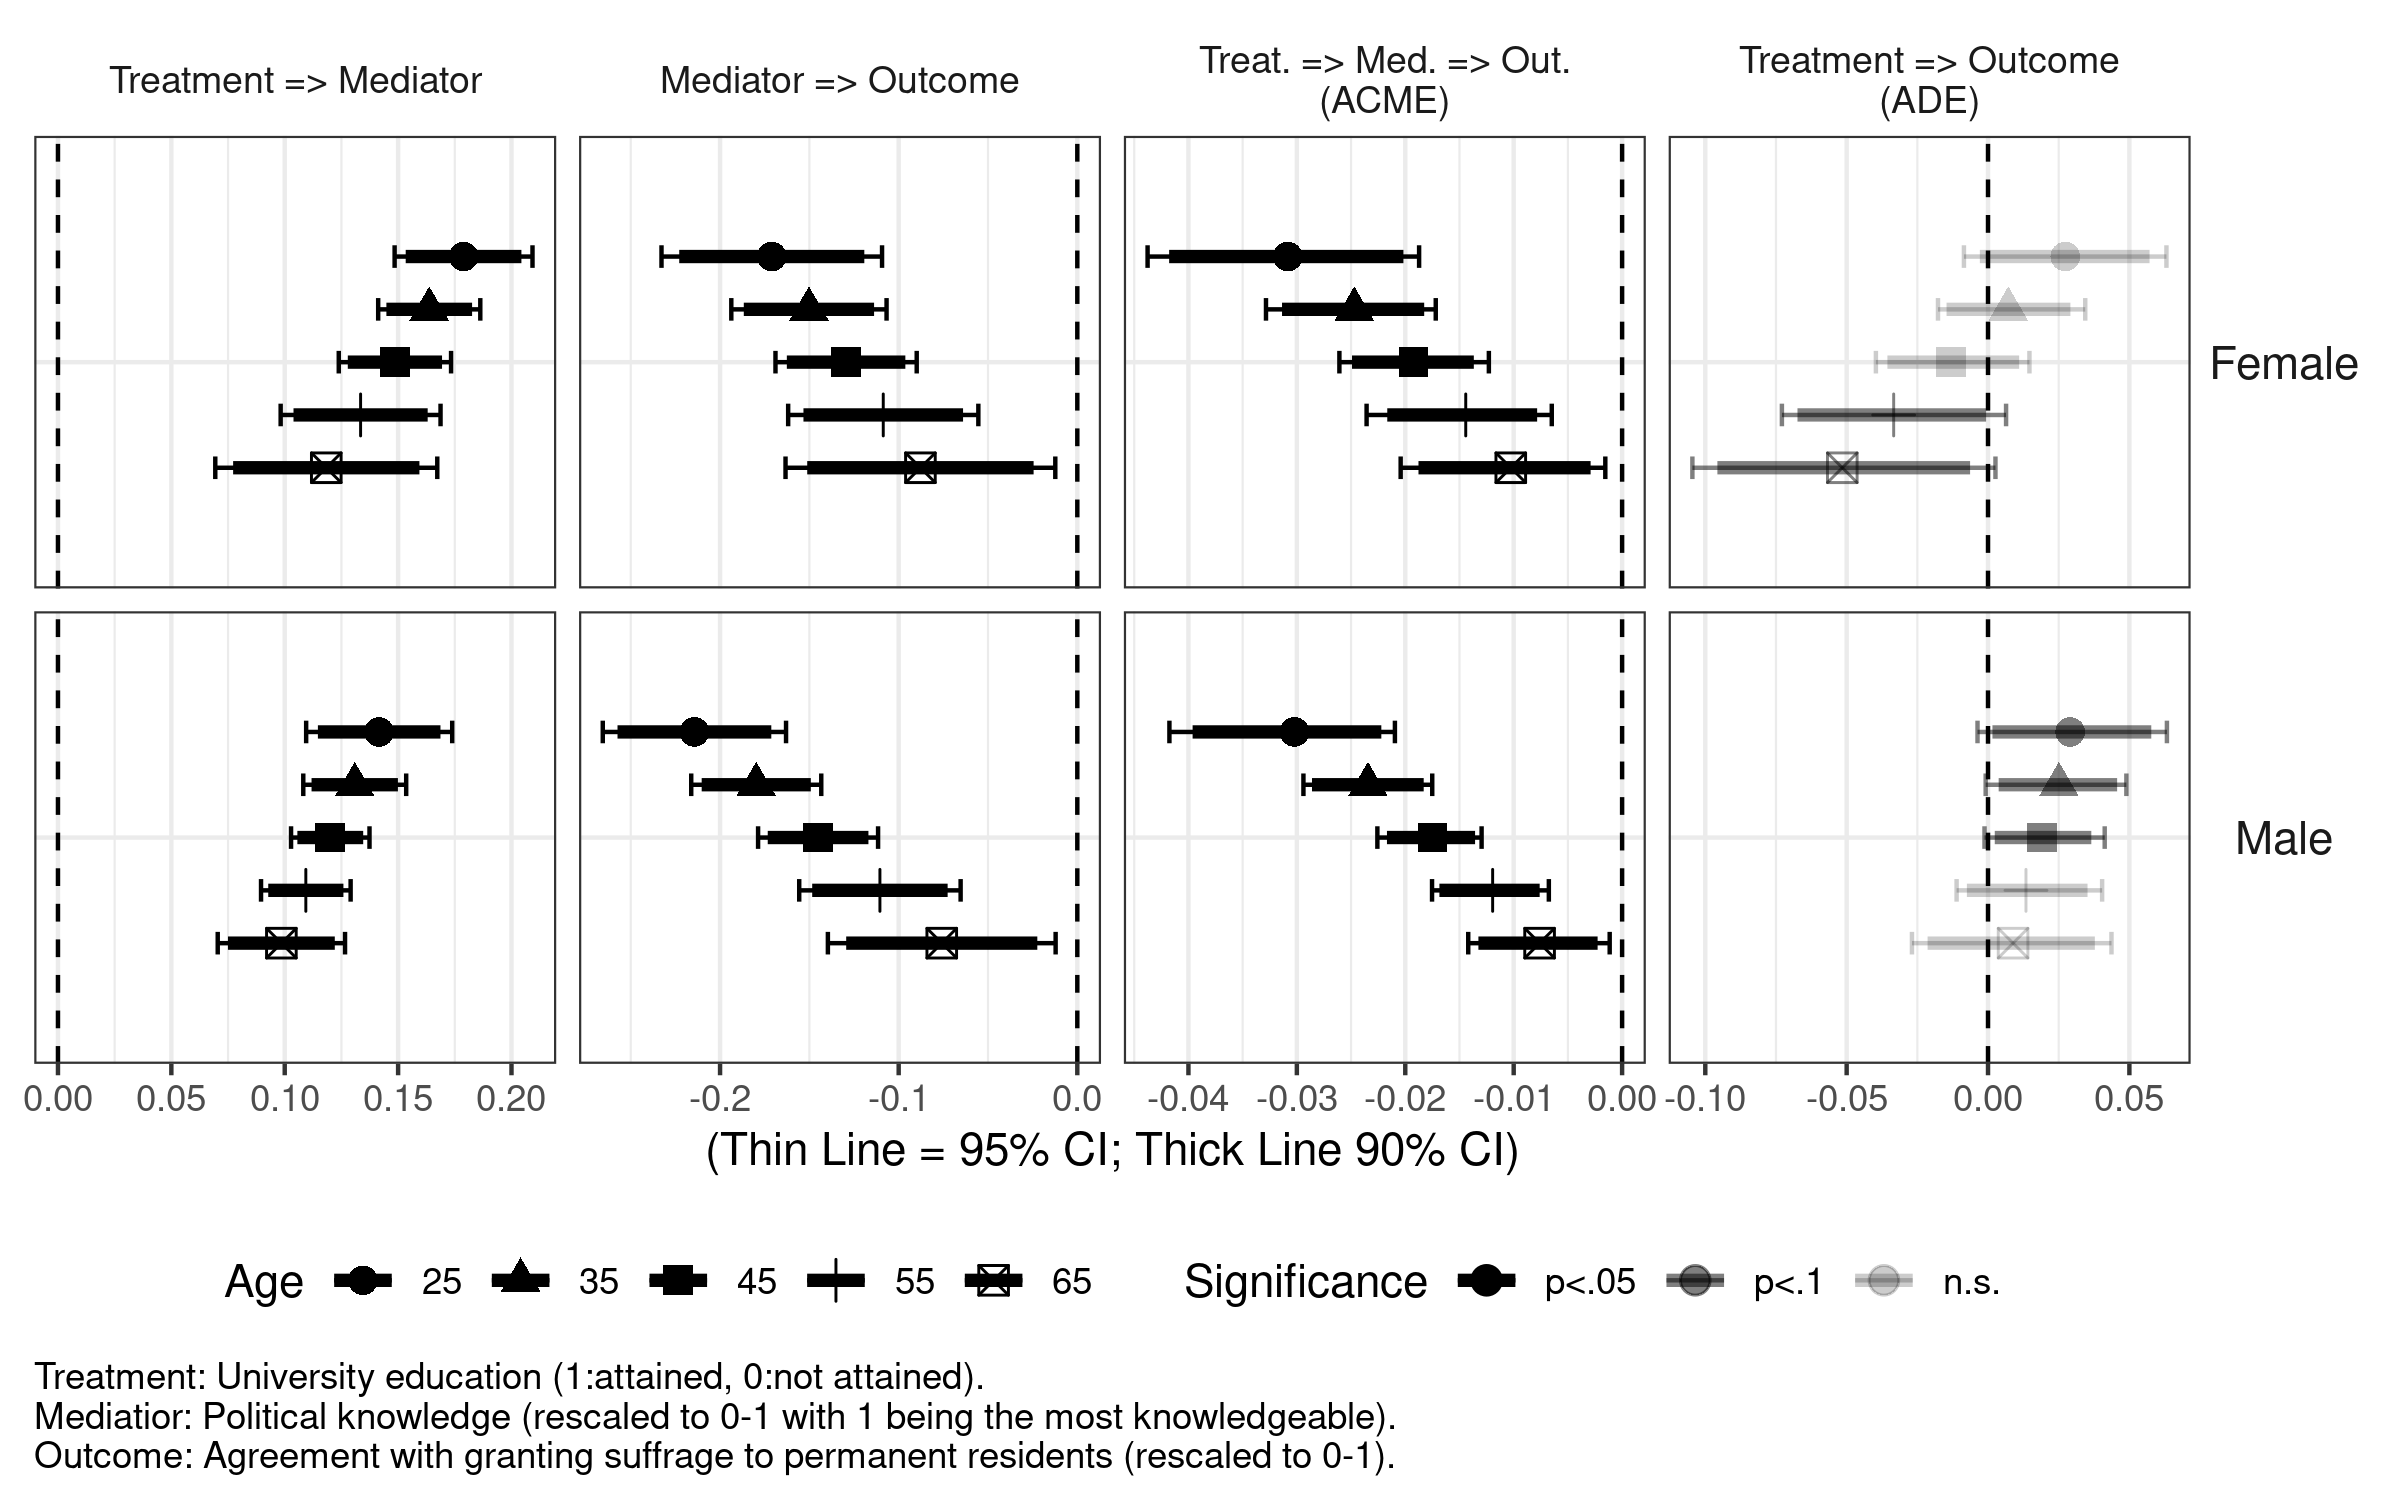 Treatment => Mediator
Mediator => Outcome
Treat. => Med. => Out.
(ACME)
Treatment => Outcome
(ADE)
Female
Male
0.00 0.05 0.10 0.15 0.20
-0.2 -0.1 0.0
-0.04 -0.03 -0.02 -0.01 0.00
-0.10 -0.05 0.00 0.05
(Thin Line = 95% CI; Thick Line 90% CI)
Age 25 35 45 55 65
Significance p<.05 p<.1 n.s.
Treatment: University education (1:attained, 0:not attained).
Mediatior: Political knowledge (rescaled to 0-1 with 1 being the most knowledgeable).
Outcome: Agreement with granting suffrage to permanent residents (rescaled to 0-1).